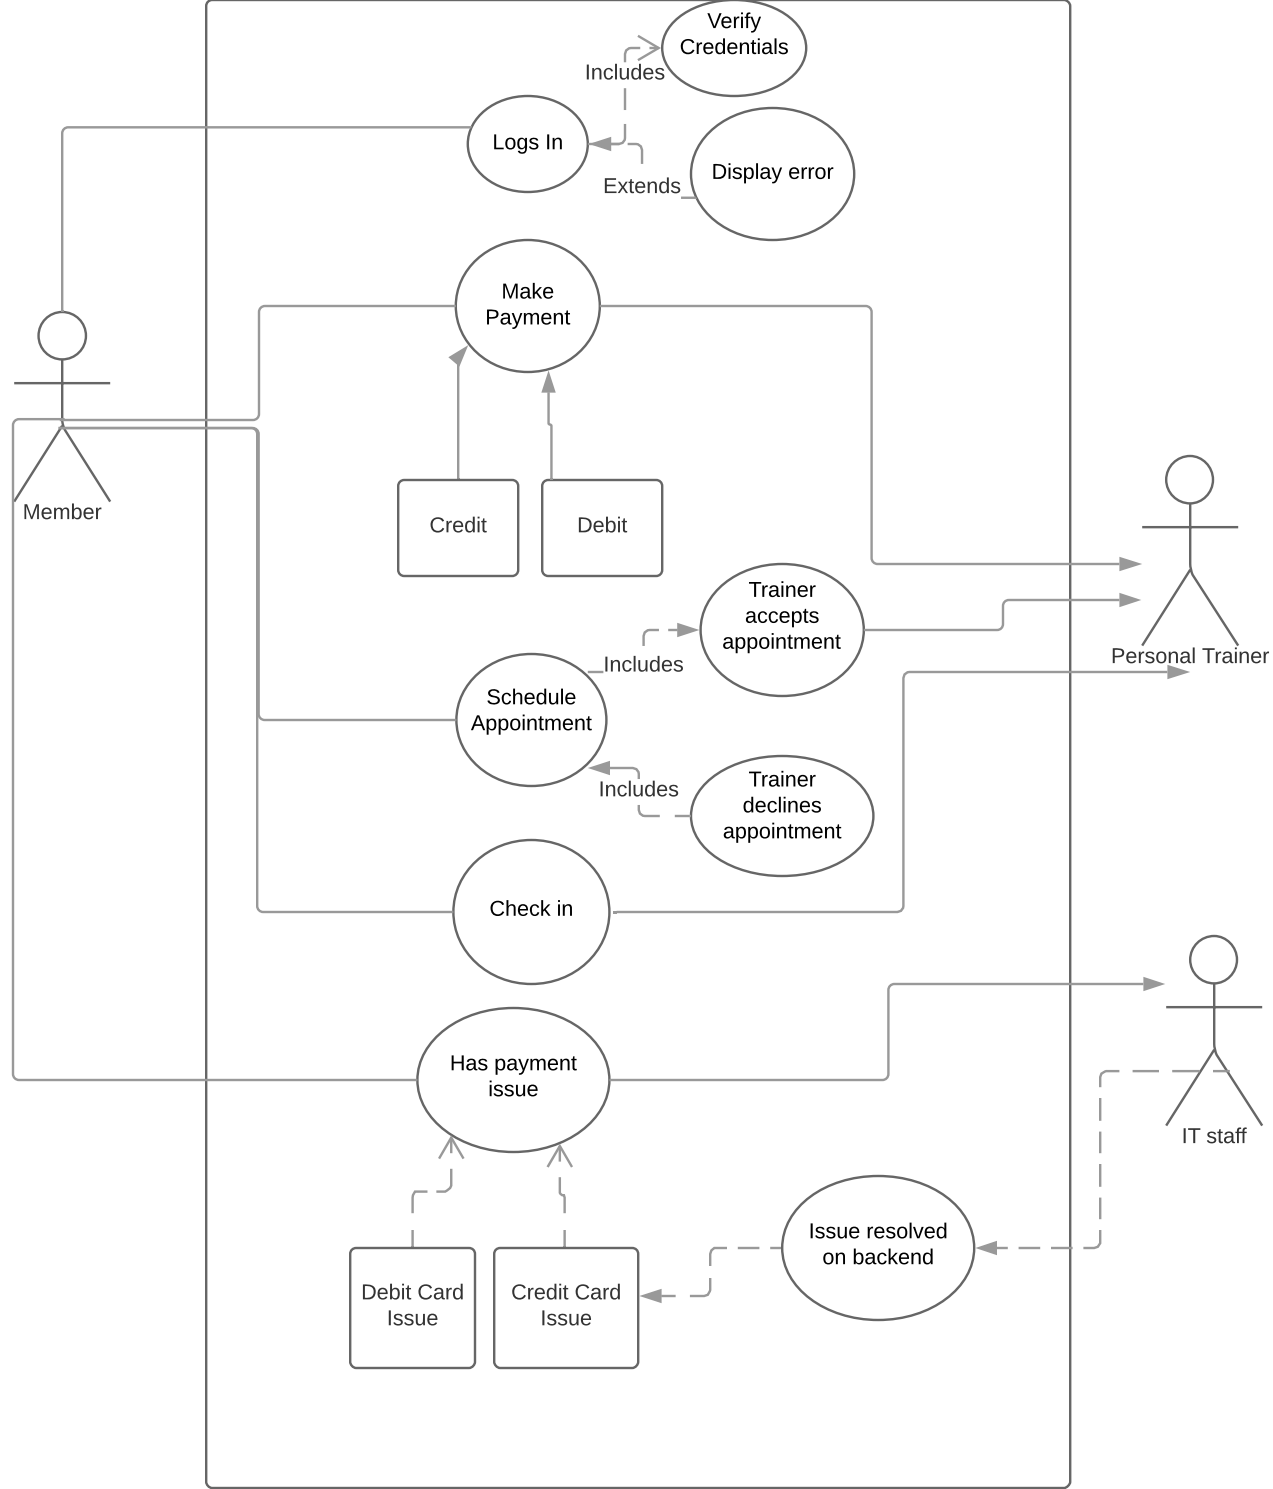 Verify
Credentials
Includes
Logs In
Display error
Extends
Make
Payment
Member
Credit
Debit
Trainer
accepts
appointment
Personal Trainer
Includes
Schedule
Appointment
Includes
Trainer
declines
appointment
Check in
Has payment
issue
IT staff
Issue resolved
on backend
Debit Card
Issue
Credit Card
Issue